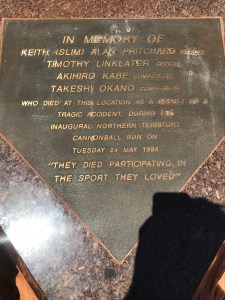 IN MEMORY OF
KEITH (SLIM) ALAN PRITCHARD
TIMOTHY LINKLATER
AKIHIRO KABE
TAKESHI OKANO
WHO DIED AT THIS LOCATION AS A
TRAGIC ACCIDENT, DURING THE
INAUGURAL NORTHERN TERRITORY
CANNONBALL RUN ON
TUESDAY 24 MAY 1994
"THEY DIED PARTICIPATING IN
THE SPORT THEY LOVED"